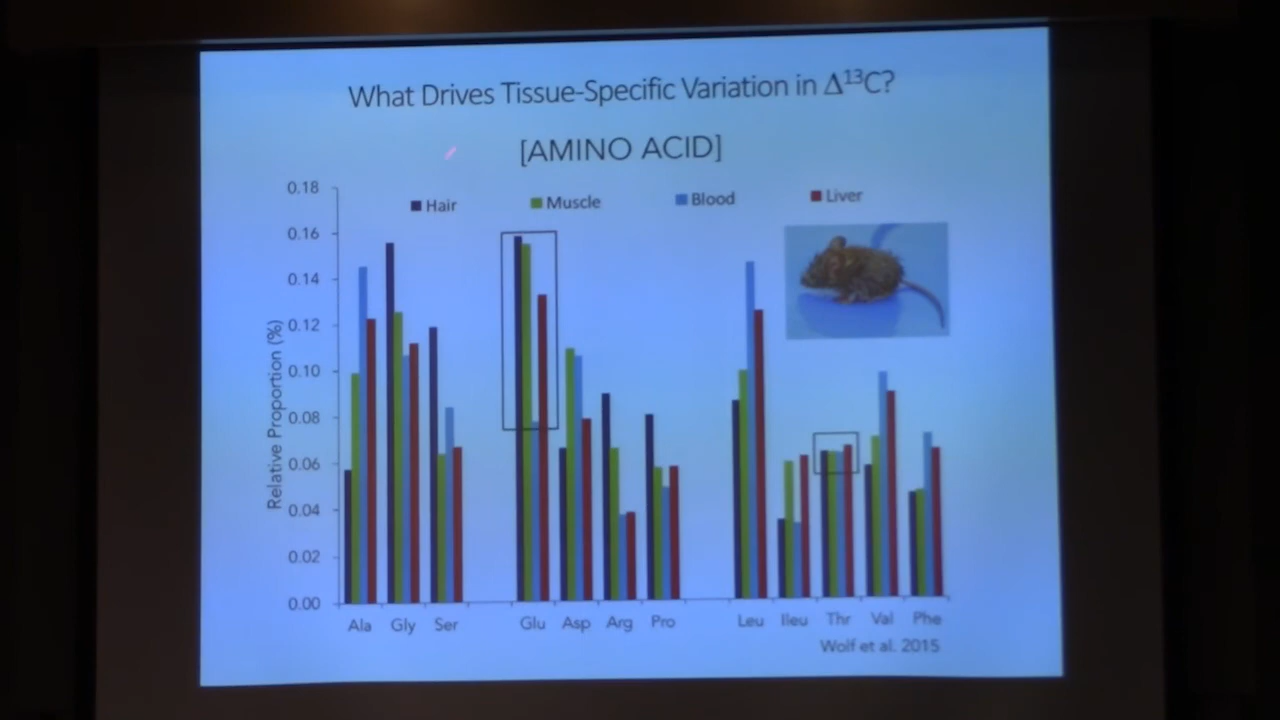 What Drives Tissue-Specific Variation in Δ¹³C?
[AMINO ACID]
Hair Muscle Blood Liver
Relative Proportion (%)
0.18
0.16
0.14
0.12
0.10
0.08
0.06
0.04
0.02
0.00
Ala Gly Ser Glu Asp Arg Pro Leu Ileu Thr Val Phe
Wolf et al. 2015